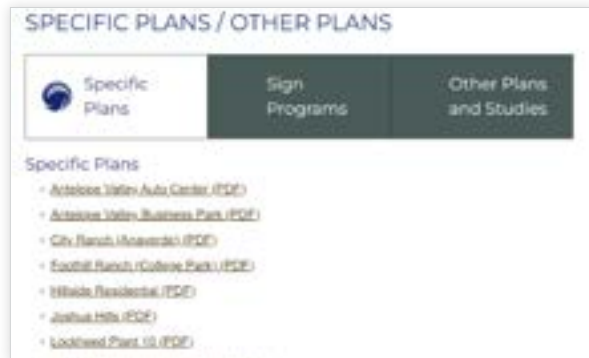 SPECIFIC PLANS / OTHER PLANS
Specific Plans
Sign Programs
Other Plans and Studies
Specific Plans
Antelope Valley Auto Center (PDF)
Antelope Valley Business Park (PDF)
City Ranch (Anaverde) (PDF)
Foothill Ranch (College Park) (PDF)
Hillside Residential (PDF)
Joshua Hills (PDF)
Lockheed Plant 10 (PDF)